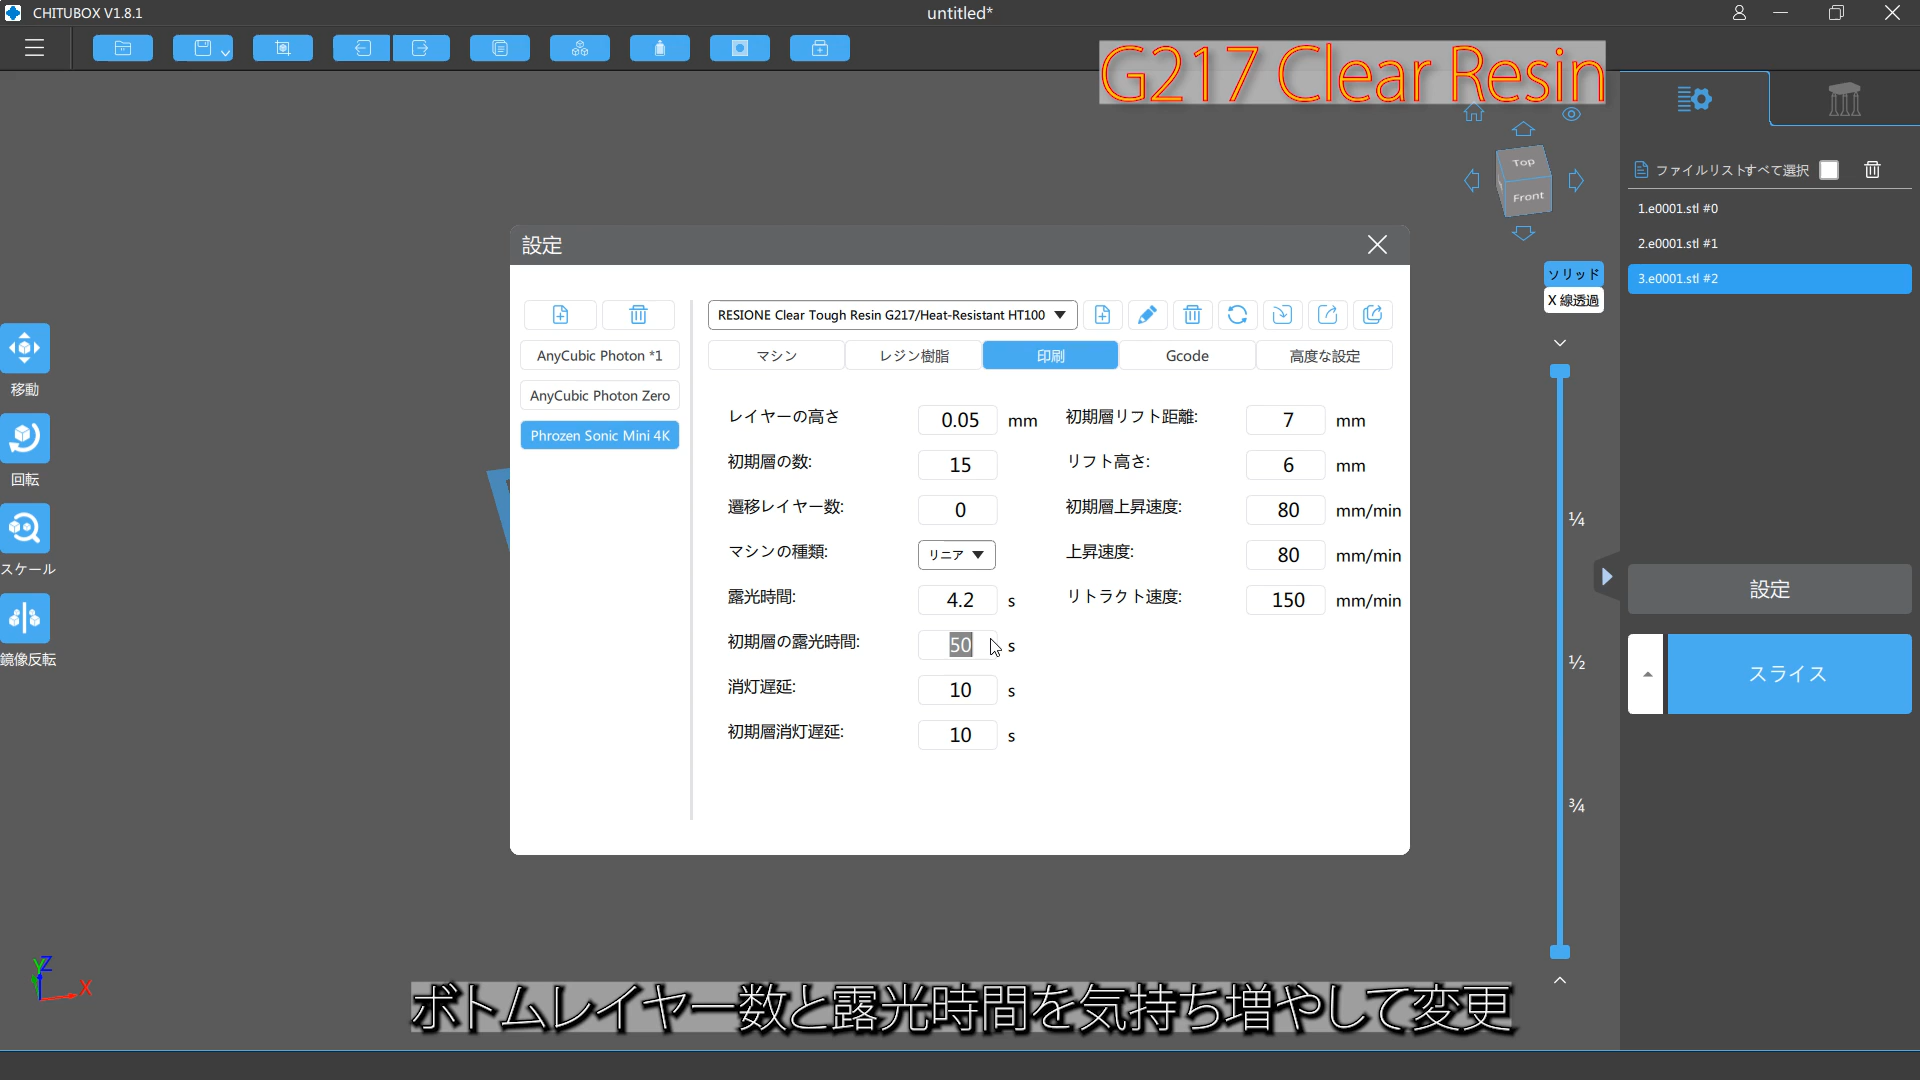 CHITUBOX V1.8.1
untitled*
G217 Clear Resin
Top
Front
ファイルリスト
すべて選択
1.e0001.stl #0
2.e0001.stl #1
3.e0001.stl #2
ソリッド
X 線透過
設定
RESIONE Clear Tough Resin G217/Heat-Resistant HT100
AnyCubic Photon *1
AnyCubic Photon Zero
Phrozen Sonic Mini 4K
マシン
レジン樹脂
印刷
Gcode
高度な設定
レイヤーの高さ 0.05 mm 初期層リフト距離: 7 mm
初期層の数: 15 リフト高さ: 6 mm
遷移レイヤー数: 0 初期層上昇速度: 80 mm/min
マシンの種類: リニア 上昇速度: 80 mm/min
露光時間: 4.2 s リトラクト速度: 150 mm/min
初期層の露光時間: 50 s
消灯遅延: 10 s
初期層消灯遅延: 10 s
移動
回転
スケール
鏡像反転
¼
½
¾
設定
スライス
Z
Y
X
ボトムレイヤー数と露光時間を気持ち増やして変更